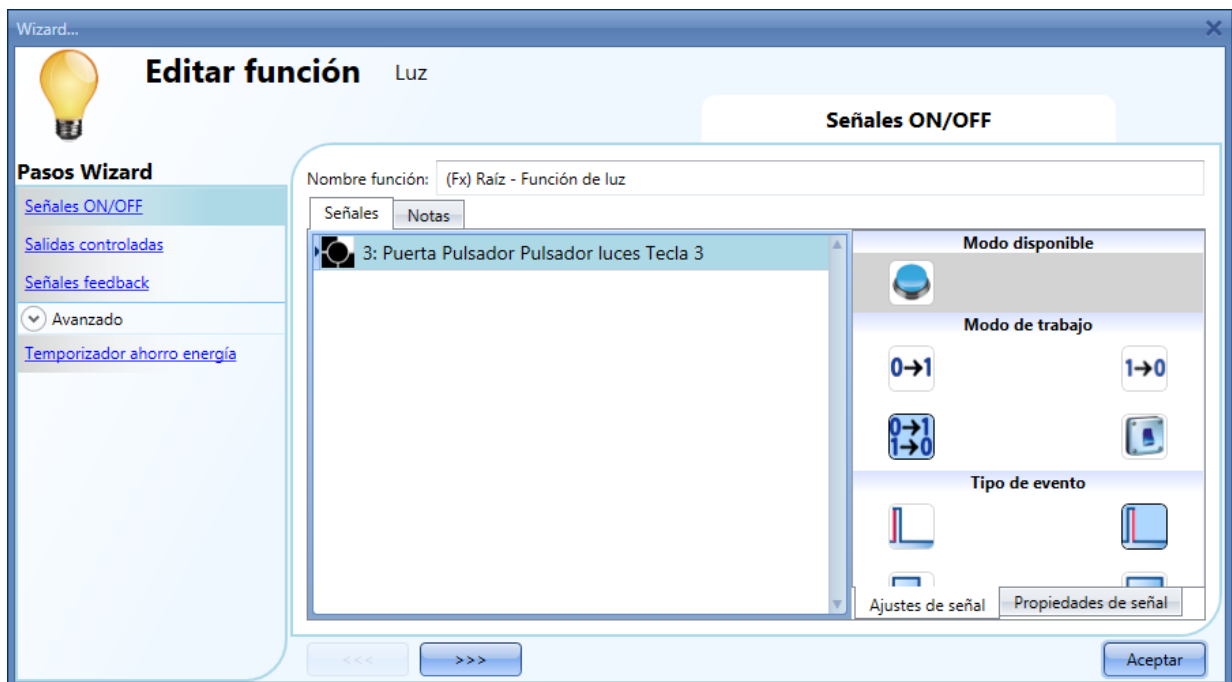 Wizard...
Editar función Luz
Señales ON/OFF
Pasos Wizard
Señales ON/OFF
Salidas controladas
Señales feedback
Avanzado
Temporizador ahorro energía
Nombre función: (Fx) Raíz - Función de luz
Señales Notas
3: Puerta Pulsador Pulsador luces Tecla 3
Modo disponible
Modo de trabajo
0→1 1→0
0→1
1→0
Tipo de evento
Ajustes de señal Propiedades de señal
<<< >>> Aceptar